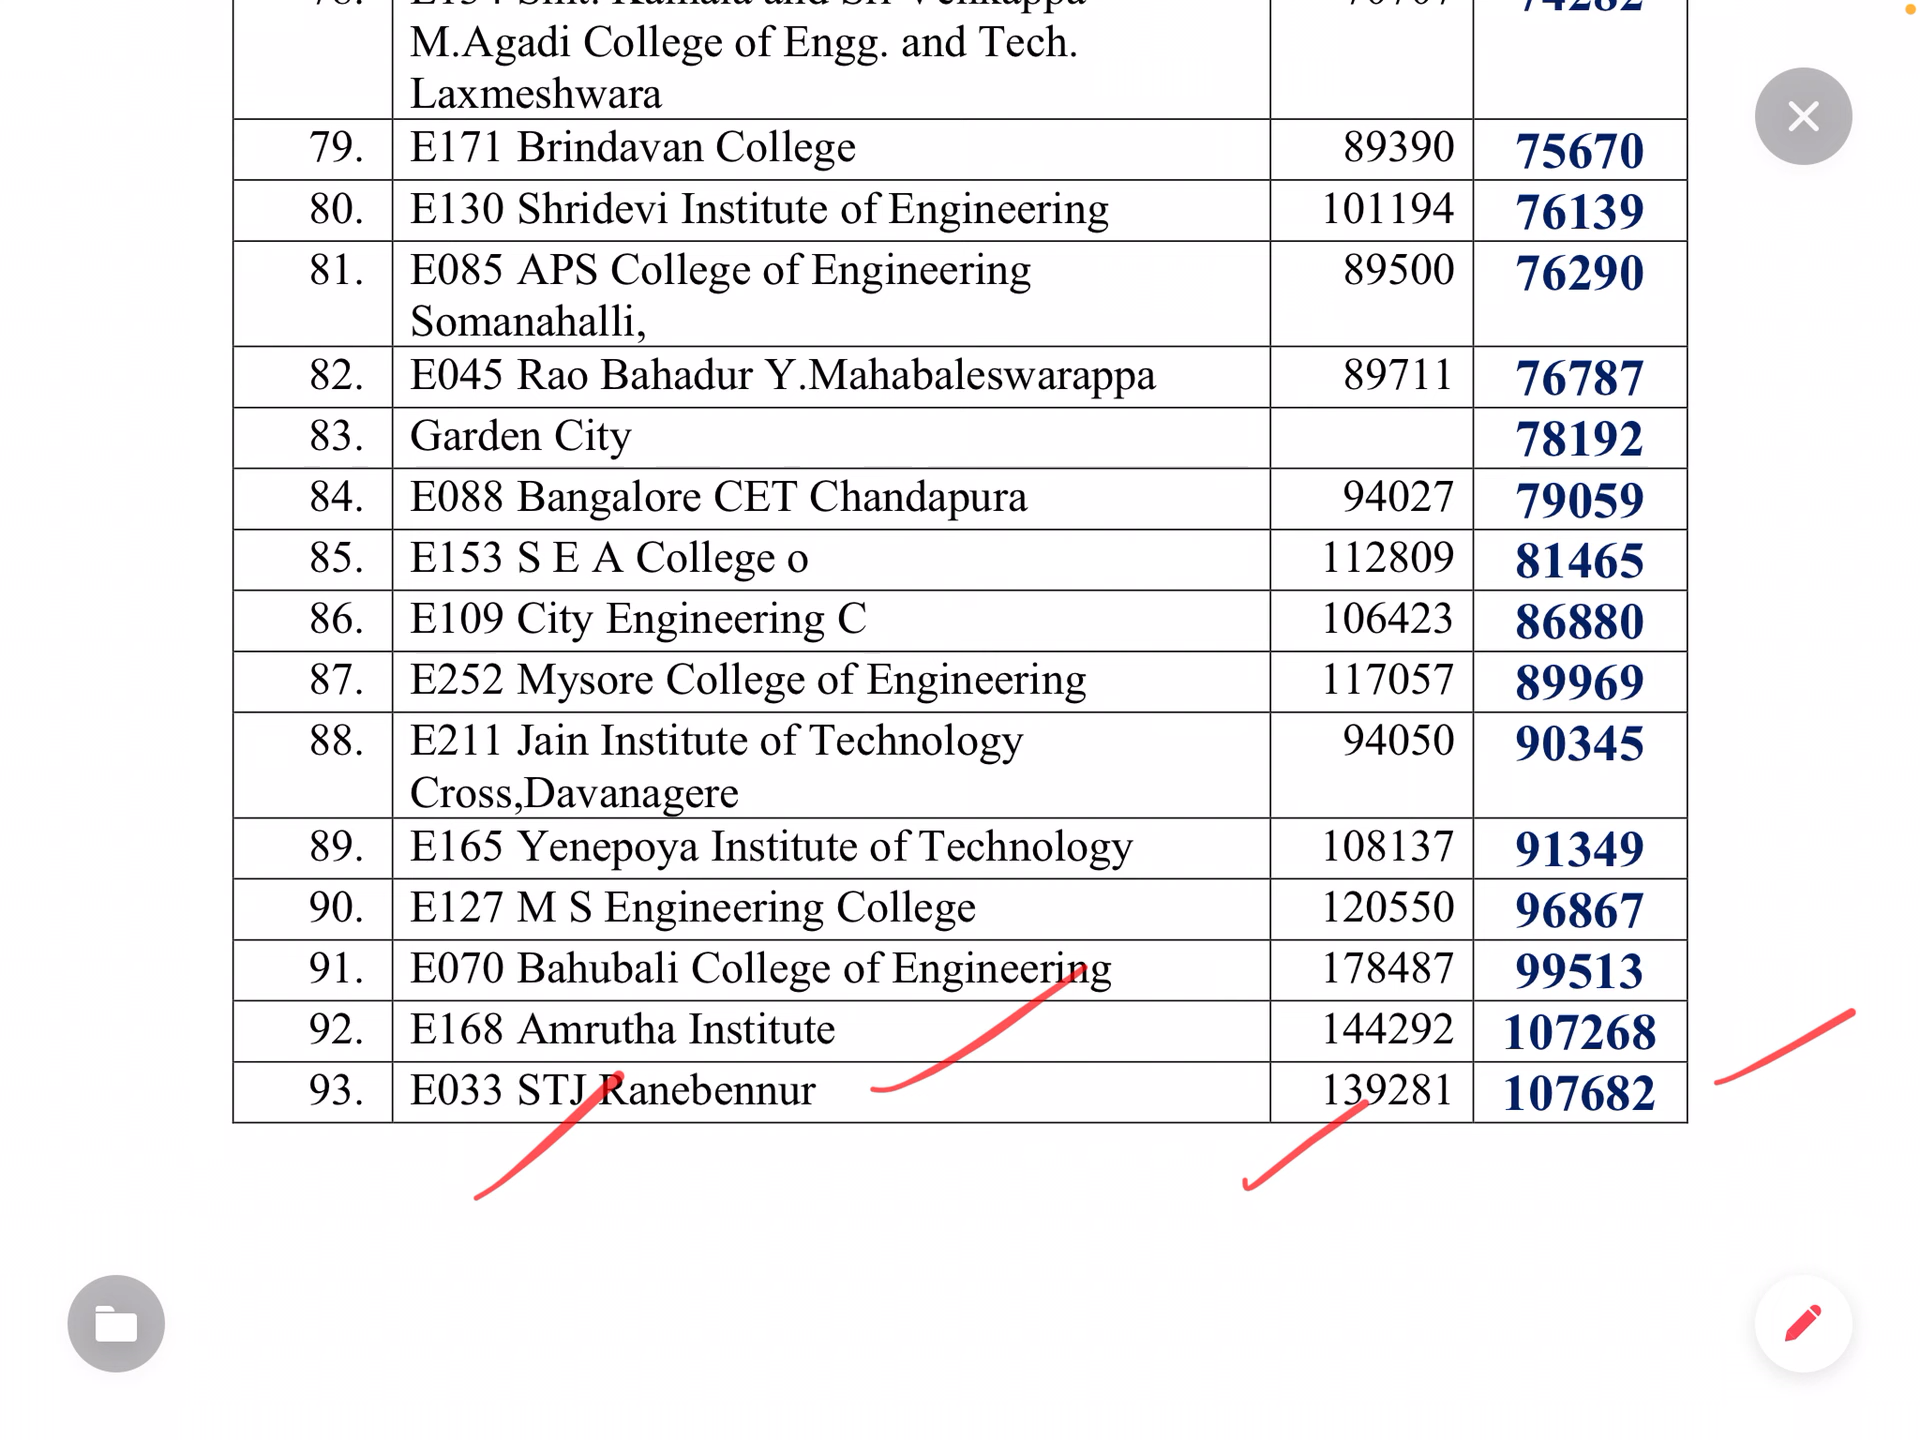 M.Agadi College of Engg. and Tech.
Laxmeshwara
79. E171 Brindavan College 89390 75670
80. E130 Shridevi Institute of Engineering 101194 76139
81. E085 APS College of Engineering 89500 76290
Somanahalli,
82. E045 Rao Bahadur Y.Mahabaleswarappa 89711 76787
83. Garden City 78192
84. E088 Bangalore CET Chandapura 94027 79059
85. E153 S E A College o 112809 81465
86. E109 City Engineering C 106423 86880
87. E252 Mysore College of Engineering 117057 89969
88. E211 Jain Institute of Technology 94050 90345
Cross,Davanagere
89. E165 Yenepoya Institute of Technology 108137 91349
90. E127 M S Engineering College 120550 96867
91. E070 Bahubali College of Engineering 178487 99513
92. E168 Amrutha Institute 144292 107268
93. E033 STJ Ranebennur 139281 107682